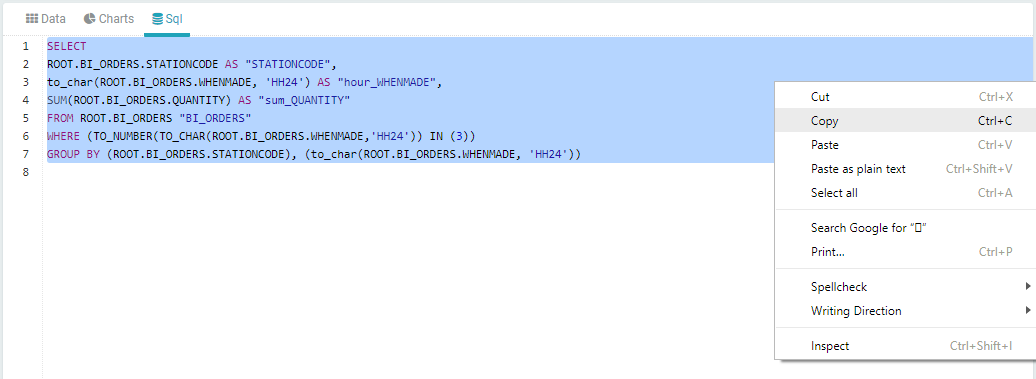 Data Charts Sql
1 SELECT
2 ROOT.BI_ORDERS.STATIONCODE AS "STATIONCODE",
3 to_char(ROOT.BI_ORDERS.WHENMADE, 'HH24') AS "hour_WHENMADE",
4 SUM(ROOT.BI_ORDERS.QUANTITY) AS "sum_QUANTITY"
5 FROM ROOT.BI_ORDERS "BI_ORDERS"
6 WHERE (TO_NUMBER(TO_CHAR(ROOT.BI_ORDERS.WHENMADE,'HH24')) IN (3))
7 GROUP BY (ROOT.BI_ORDERS.STATIONCODE), (to_char(ROOT.BI_ORDERS.WHENMADE, 'HH24'))
8
Cut Ctrl+X
Copy Ctrl+C
Paste Ctrl+V
Paste as plain text Ctrl+Shift+V
Select all Ctrl+A
Search Google for “▯”
Print... Ctrl+P
Spellcheck
Writing Direction
Inspect Ctrl+Shift+I